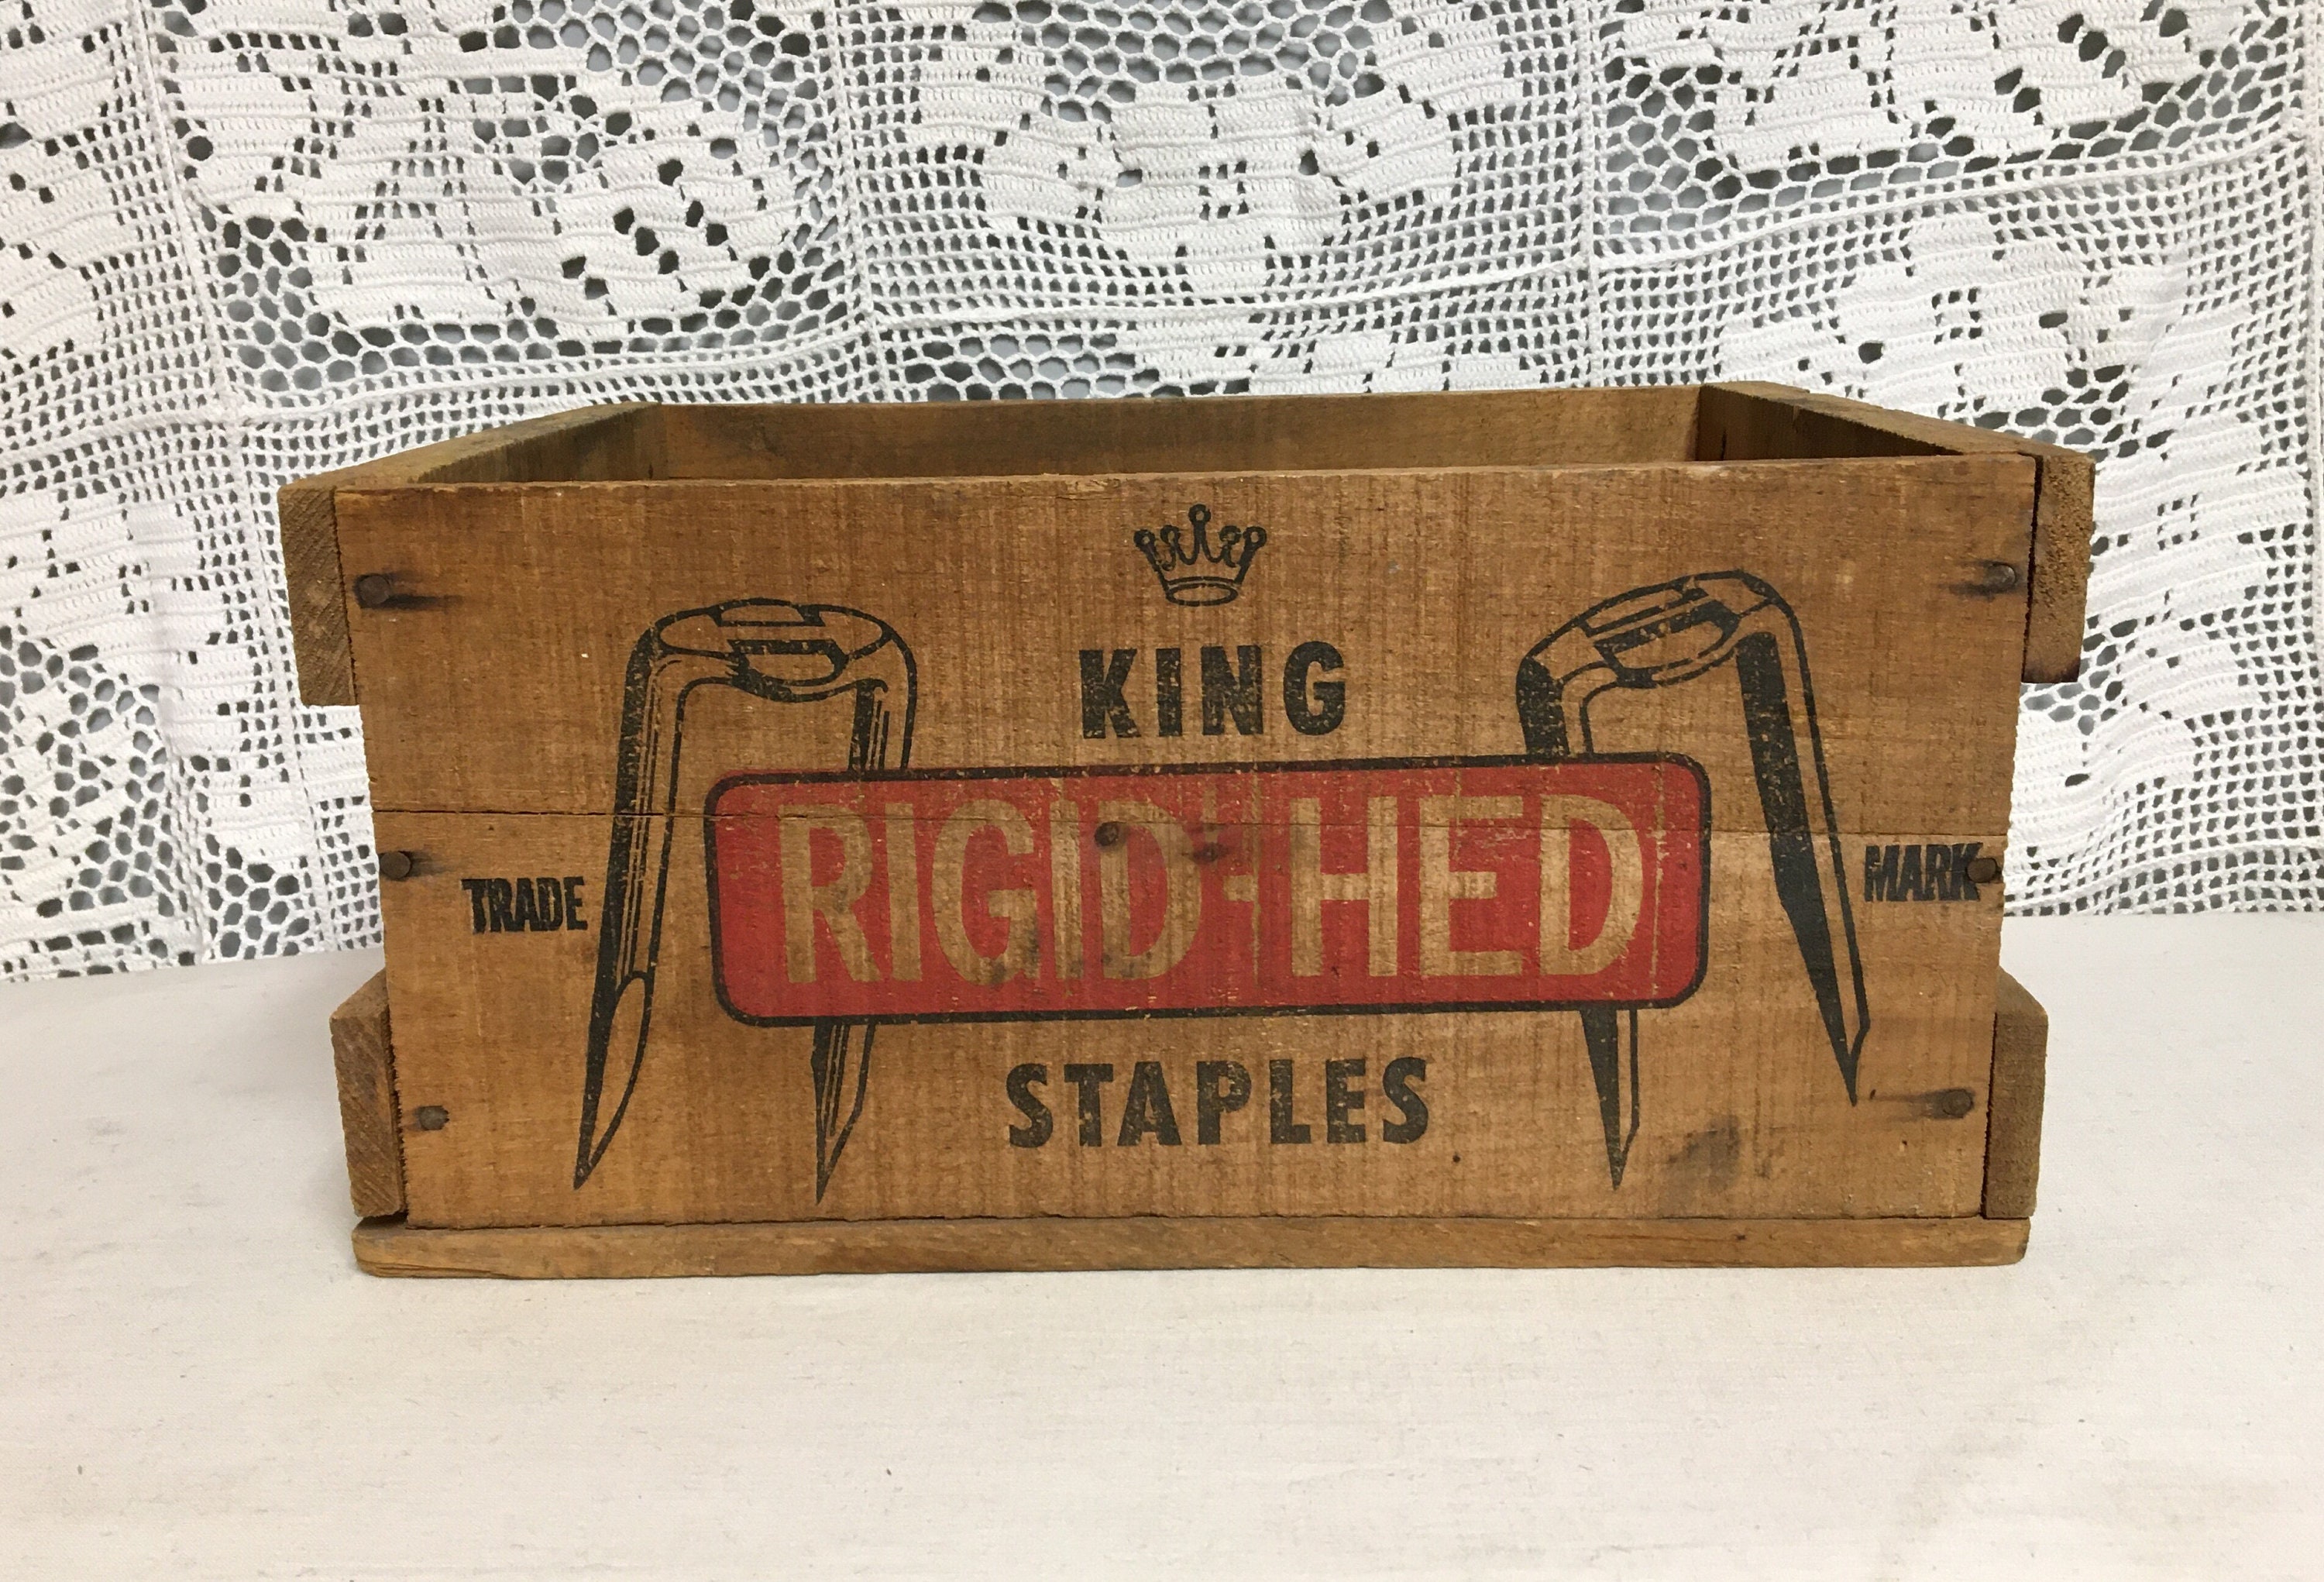 KING
RIGID-HED
TRADE MARK
STAPLES